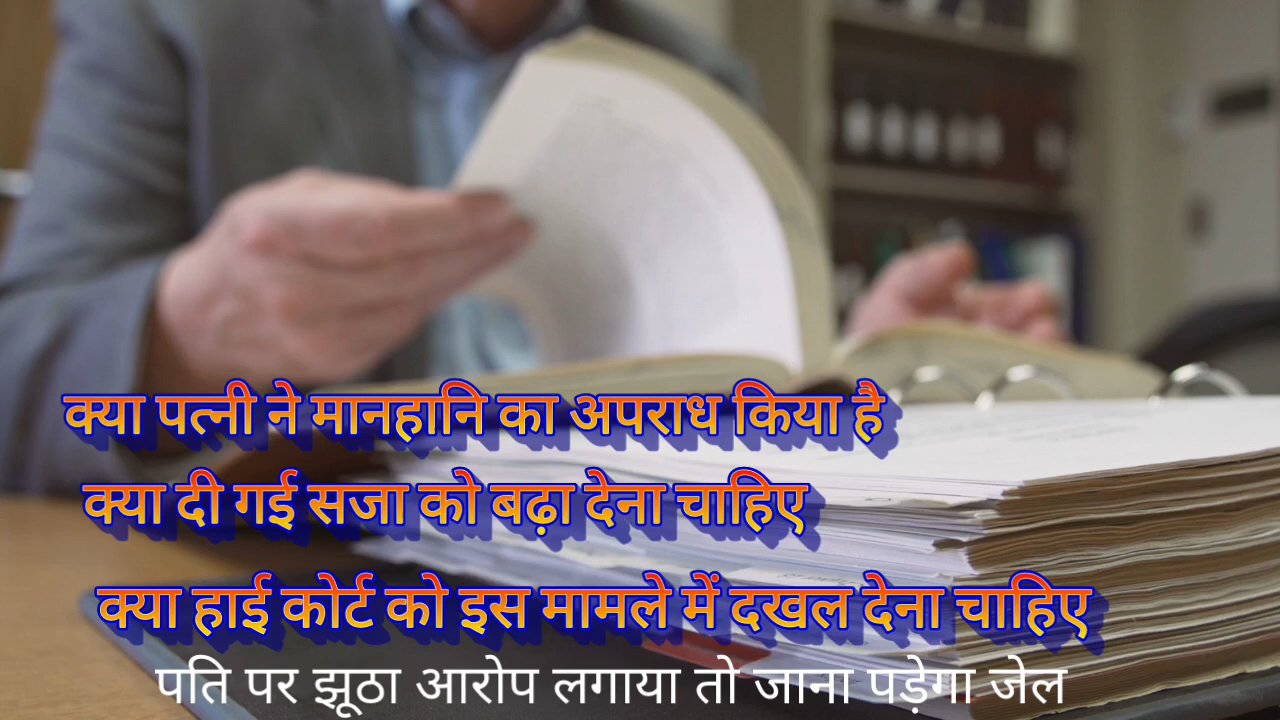 क्या पत्नी ने मानहानि का अपराध किया है
क्या दी गई सजा को बढ़ा देना चाहिए
क्या हाई कोर्ट को इस मामले में दखल देना चाहिए
पति पर झूठा आरोप लगाया तो जाना पड़ेगा जेल